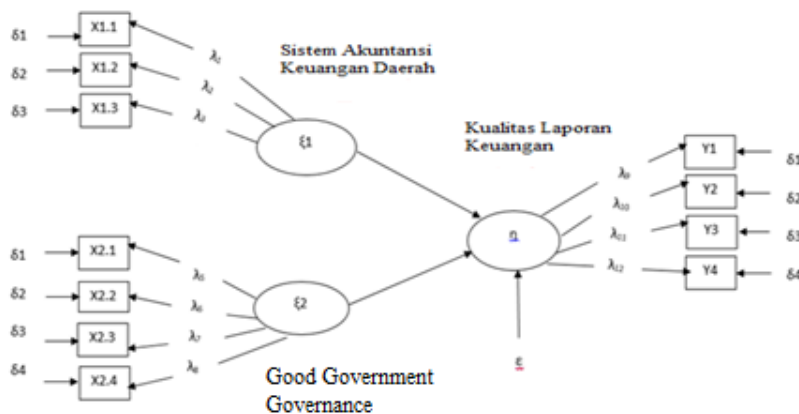 δ1
X1.1
λ₁
δ2
X1.2
λ₂
δ3
X1.3
λ₃
Sistem Akuntansi
Keuangan Daerah
ξ1
Kualitas Laporan
Keuangan
λ₉
Y1
δ1
λ₁₀
Y2
δ2
λ₁₁
Y3
δ3
λ₁₂
Y4
δ4
η
ε
δ1
X2.1
λ₅
δ2
X2.2
λ₆
δ3
X2.3
λ₇
δ4
X2.4
λ₈
ξ2
Good Government
Governance